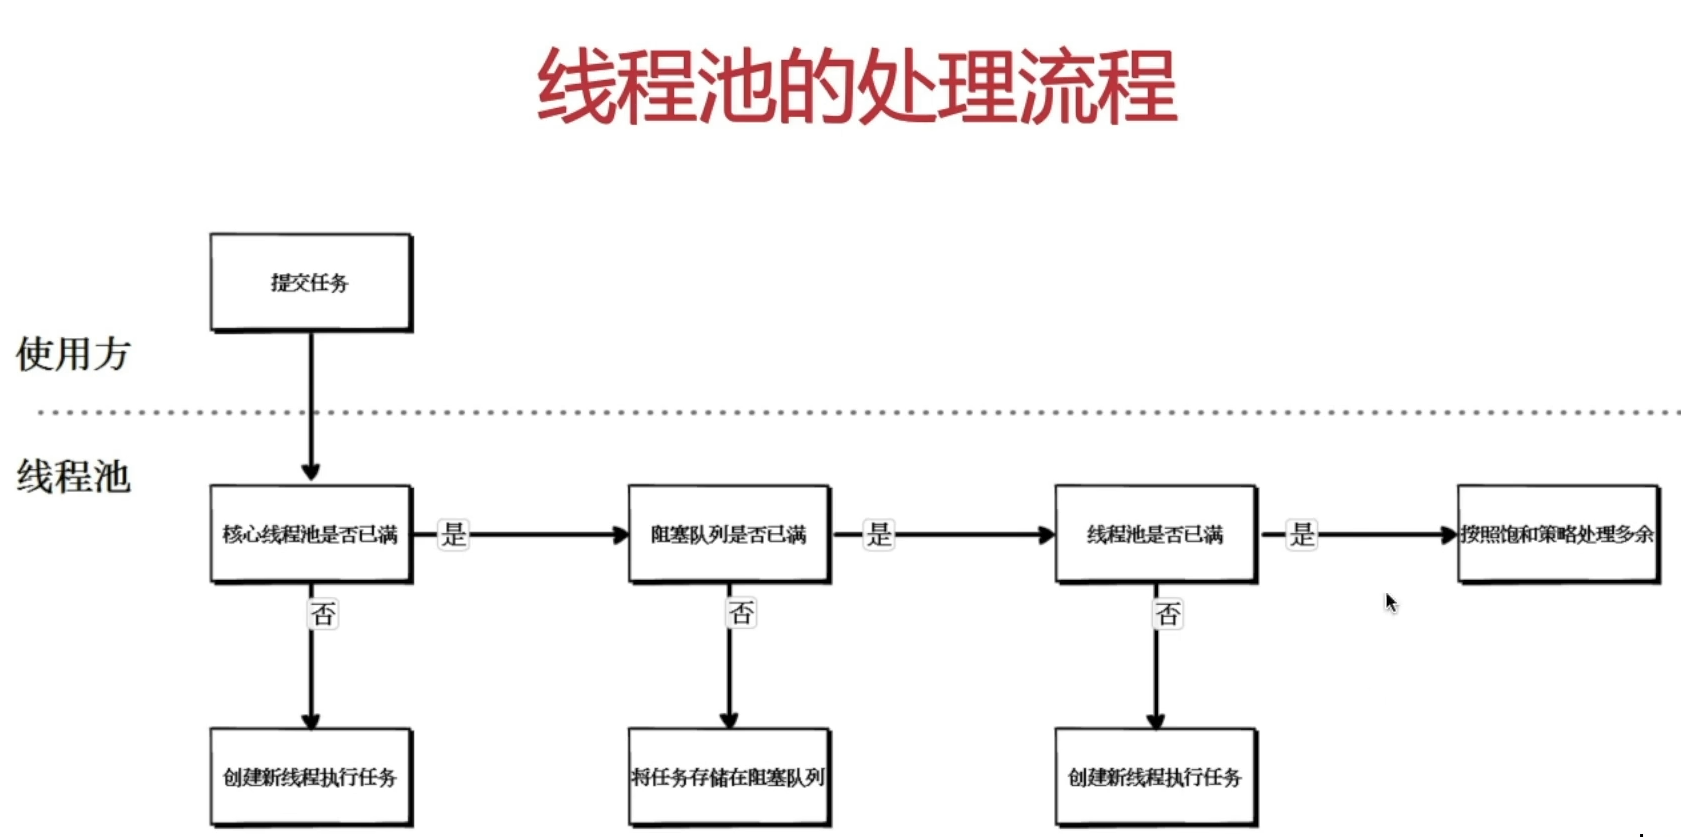 线程池的处理流程
提交任务
使用方
线程池
核心线程池是否已满
是
阻塞队列是否已满
是
线程池是否已满
是
按照饱和策略处理多余
否
否
否
创建新线程执行任务
将任务存储在阻塞队列
创建新线程执行任务